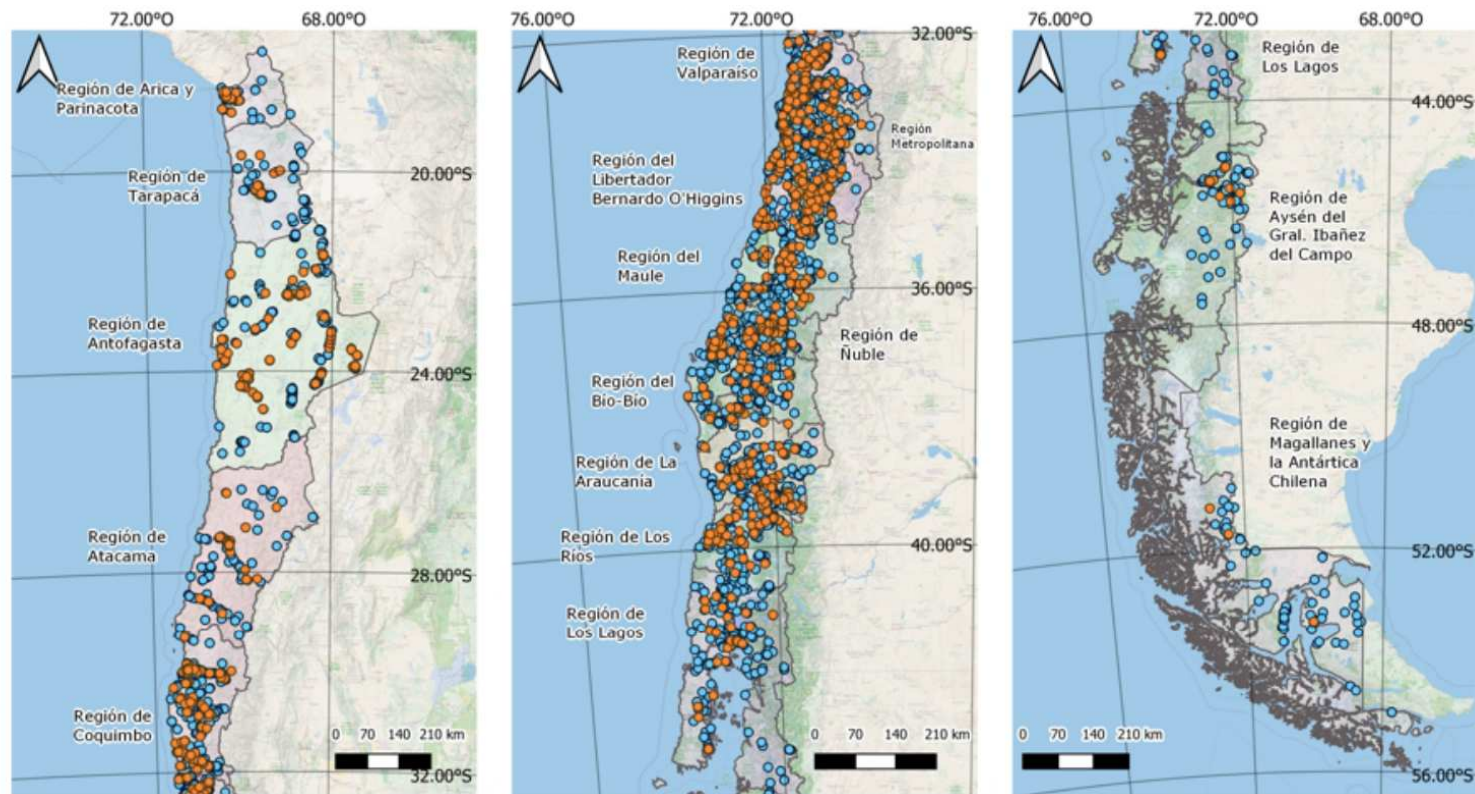 72.00°O
68.00°O
Región de Arica y
Parinacota
20.00°S
Región de
Tarapacá
Región de
Antofagasta
24.00°S
Región de
Atacama
28.00°S
Región de
Coquimbo
0 70 140 210 km
32.00°S
76.00°O
72.00°O
32.00°S
Región de
Valparaíso
Región
Metropolitana
Región del
Libertador
Bernardo O'Higgins
Región del
Maule
36.00°S
Región de
Ñuble
Región del
Bío-Bío
Región de La
Araucanía
40.00°S
Región de Los
Ríos
Región de
Los Lagos
0 70 140 210 km
76.00°O
72.00°O
68.00°O
Región de
Los Lagos
44.00°S
Región de
Aysén del
Gral. Ibañez
del Campo
48.00°S
Región de
Magallanes y
la Antártica
Chilena
52.00°S
0 70 140 210 km
56.00°S